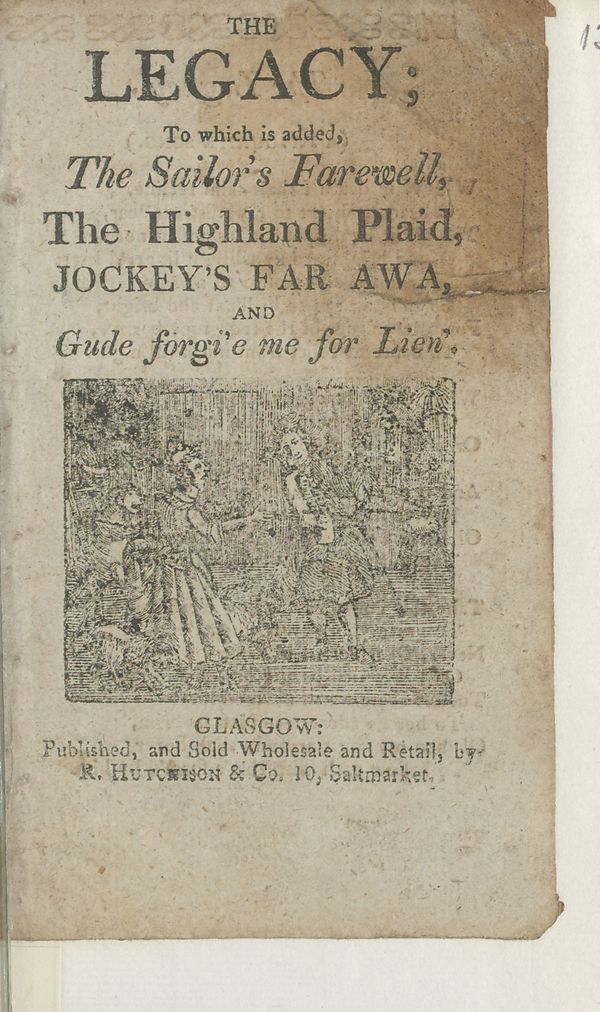 THE
LEGACY;
To which is added,
The Sailor's Farewell,
The Highland Plaid,
JOCKEY'S FAR AWA,
AND
Gude forgi'e me for Lien'.
GLASGOW:
Published, and Sold Wholesale and Retail, by
R. HUTCHISON & Co. 10, Saltmarket.